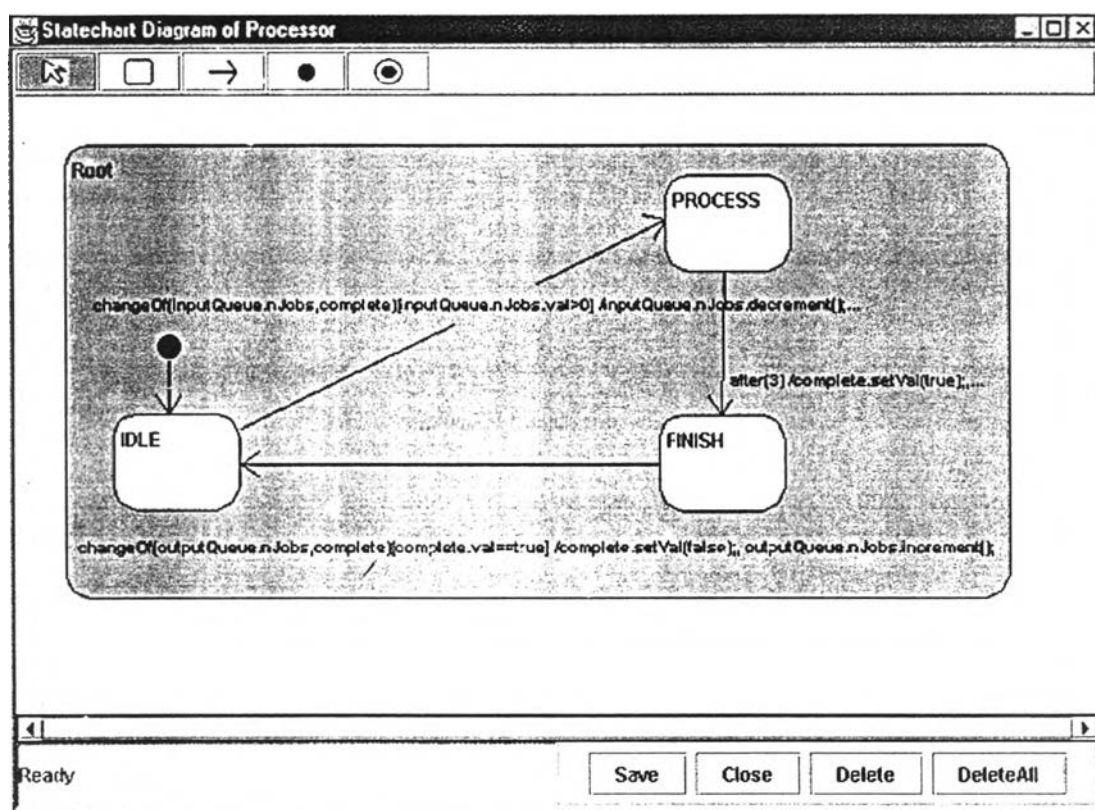 Statechart Diagram of Processor
Root
PROCESS
changeOf(inputQueue.nJobs,complete)[inputQueue.nJobs.val>0] /inputQueue.nJobs.decrement();,...
after(3) /complete.setVal(true);,...
IDLE
FINISH
changeOf(outputQueue.nJobs,complete)[complete.val==true] /complete.setVal(false);, outputQueue.nJobs.increment();
Ready
Save
Close
Delete
DeleteAll